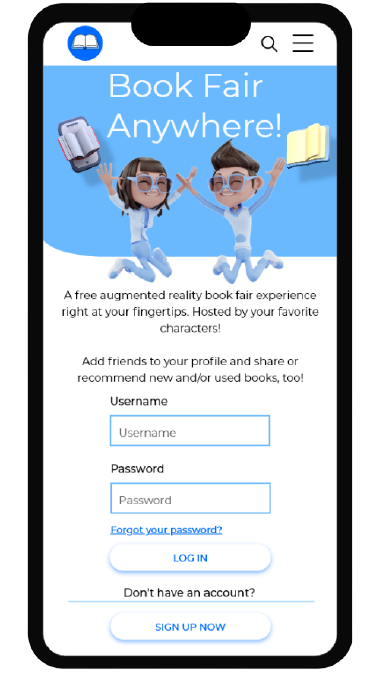 Book Fair
Anywhere!
A free augmented reality book fair experience
right at your fingertips. Hosted by your favorite
characters!
Add friends to your profile and share or
recommend new and/or used books, too!
Username
Username
Password
Password
Forgot your password?
LOG IN
Don't have an account?
SIGN UP NOW